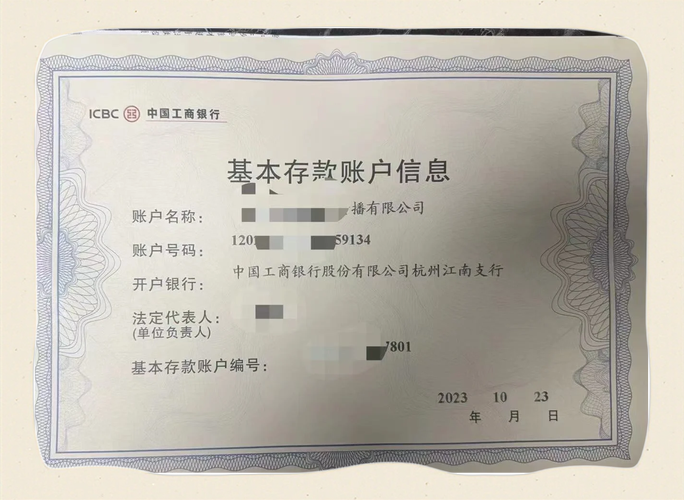 ICBC 中国工商银行
基本存款账户信息
账户名称： 播有限公司
账户号码： 120 59134
开户银行： 中国工商银行股份有限公司杭州江南支行
法定代表人：
(单位负责人)
基本存款账户编号： 7801
2023 10 23
年 月 日